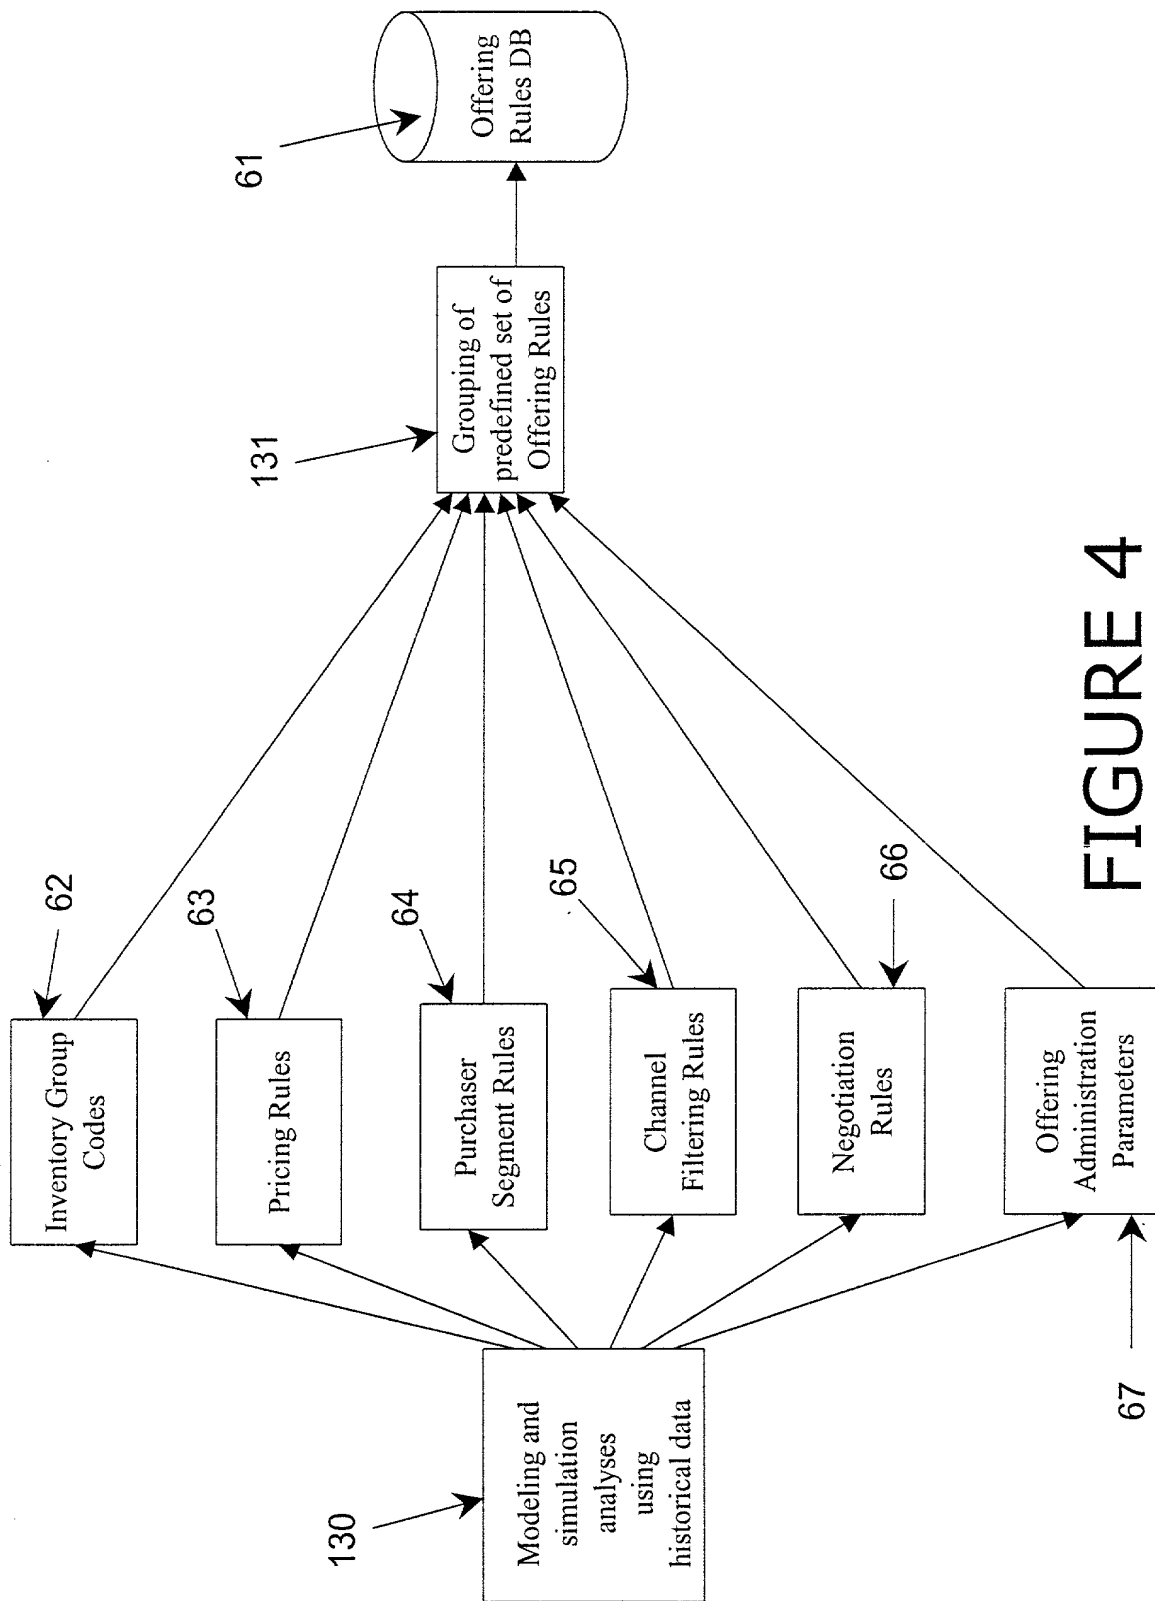 130
Modeling and
simulation
analyses
using
historical data
62
Inventory Group
Codes
63
Pricing Rules
64
Purchaser
Segment Rules
65
Channel
Filtering Rules
66
Negotiation
Rules
67
Offering
Administration
Parameters
131
Grouping of
predefined set of
Offering Rules
61
Offering
Rules DB
FIGURE 4